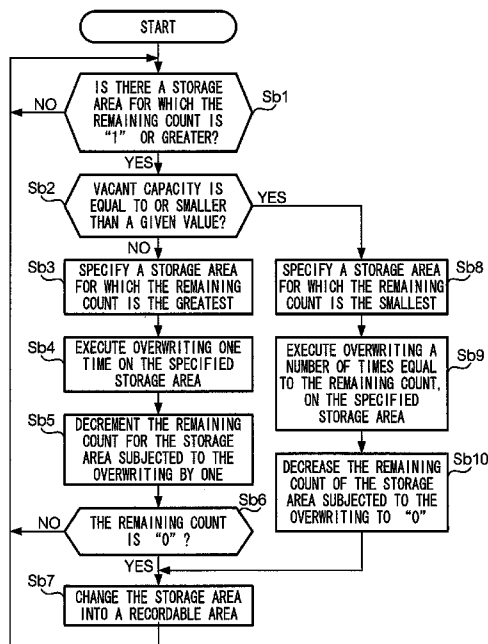 START
IS THERE A STORAGE
AREA FOR WHICH THE
REMAINING COUNT IS
"1" OR GREATER?
Sb1
NO
YES
Sb2
VACANT CAPACITY IS
EQUAL TO OR SMALLER
THAN A GIVEN VALUE?
YES
NO
Sb3
SPECIFY A STORAGE AREA
FOR WHICH THE REMAINING
COUNT IS THE GREATEST
Sb4
EXECUTE OVERWRITING ONE
TIME ON THE SPECIFIED
STORAGE AREA
Sb5
DECREMENT THE REMAINING
COUNT FOR THE STORAGE
AREA SUBJECTED TO THE
OVERWRITING BY ONE
Sb6
NO
THE REMAINING COUNT
IS "0" ?
YES
Sb7
CHANGE THE STORAGE AREA
INTO A RECORDABLE AREA
SPECIFY A STORAGE AREA
FOR WHICH THE REMAINING
COUNT IS THE SMALLEST
Sb8
EXECUTE OVERWRITING A
NUMBER OF TIMES EQUAL
TO THE REMAINING COUNT,
ON THE SPECIFIED
STORAGE AREA
Sb9
DECREASE THE REMAINING
COUNT OF THE STORAGE
AREA SUBJECTED TO THE
OVERWRITING TO "0"
Sb10